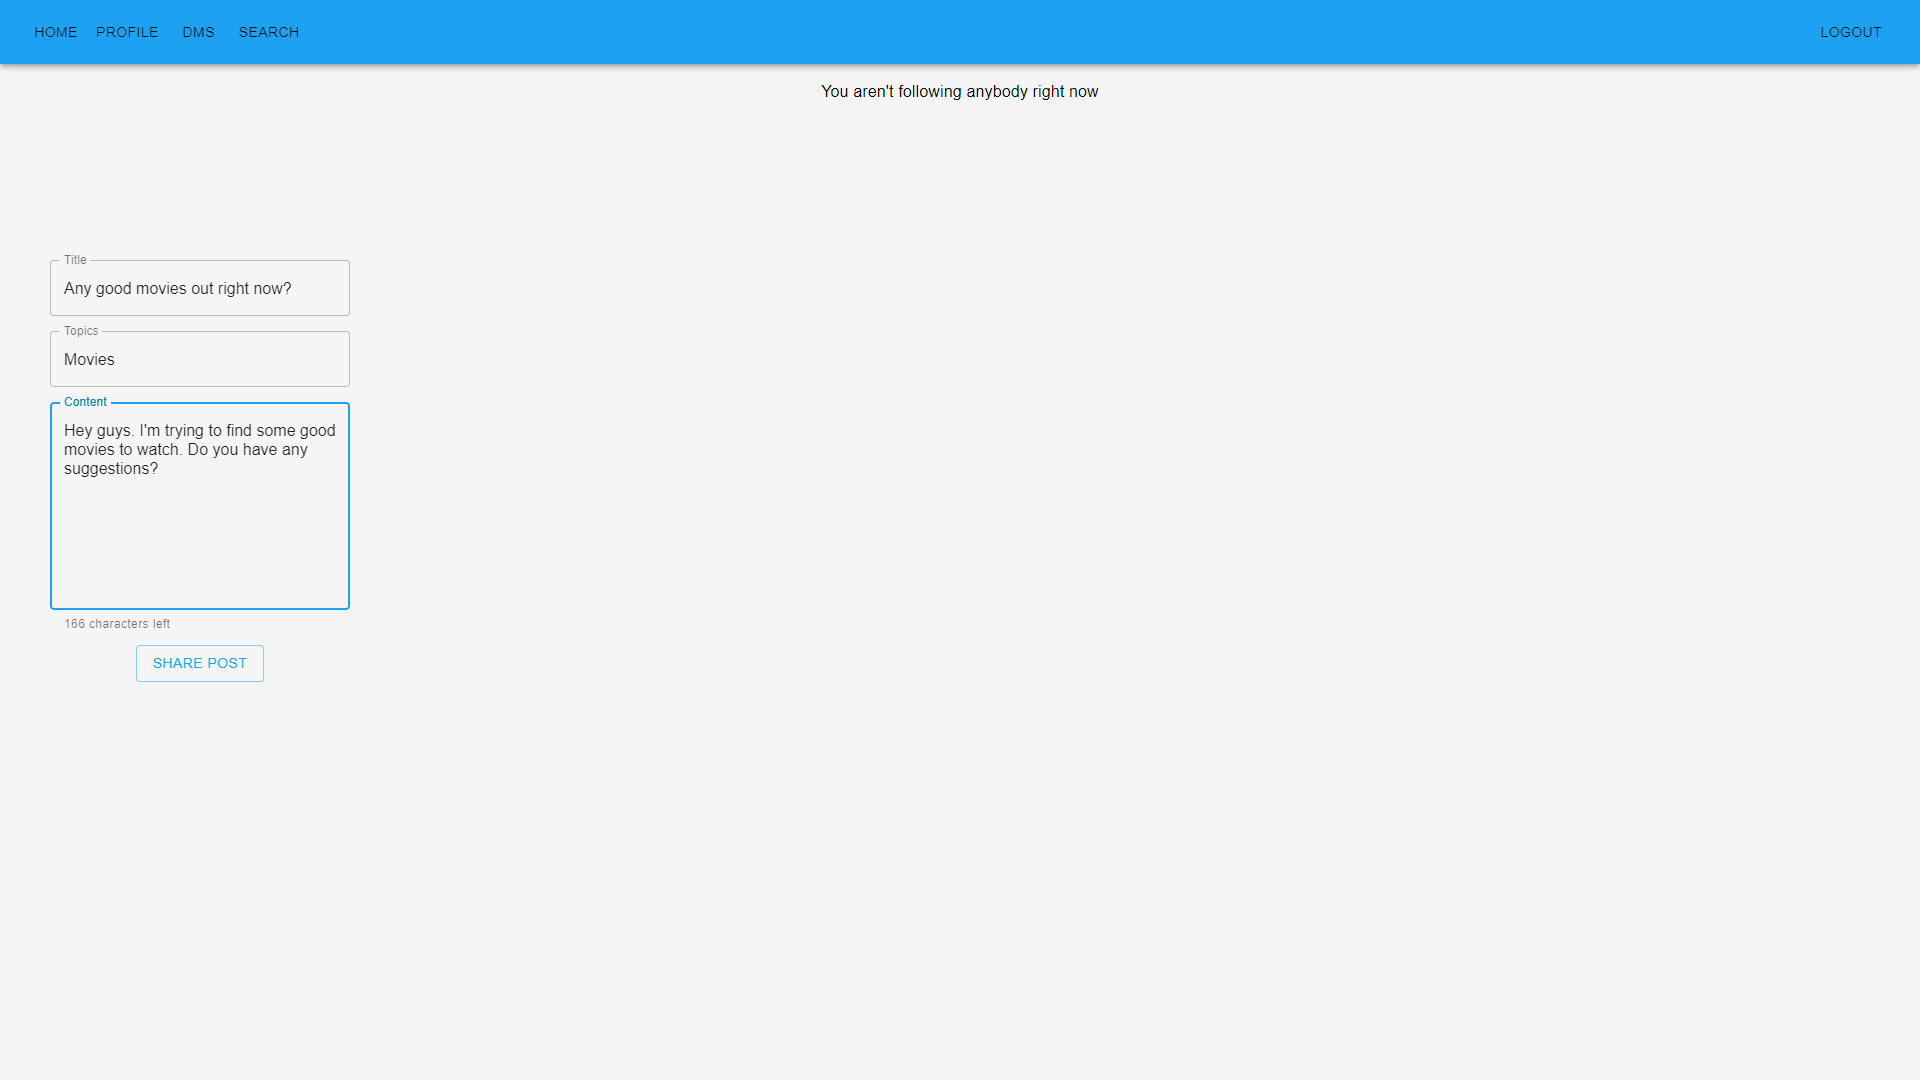 HOME PROFILE DMS SEARCH LOGOUT
You aren't following anybody right now
Title
Any good movies out right now?
Topics
Movies
Content
Hey guys. I'm trying to find some good
movies to watch. Do you have any
suggestions?
166 characters left
SHARE POST